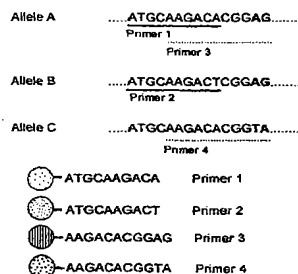 Allele A .....ATGCAAGACACGGAG.....
Primer 1
Primer 3
Allele B .....ATGCAAGACTCGGAG.....
Primer 2
Allele C .....ATGCAAGACACGGTA.....
Primer 4
ATGCAAGACA Primer 1
ATGCAAGACT Primer 2
AAGACACGGAG Primer 3
AAGACACGGTA Primer 4